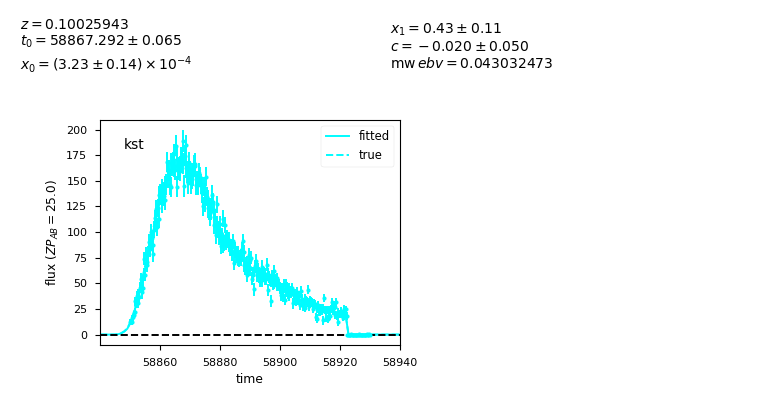 z = 0.10025943
t₀ = 58867.292 ± 0.065
x₀ = (3.23 ± 0.14) × 10⁻⁴
x₁ = 0.43 ± 0.11
c = −0.020 ± 0.050
mw ebv = 0.043032473
kst
fitted
true
flux (ZP_AB = 25.0)
200
175
150
125
100
75
50
25
0
58860 58880 58900 58920 58940
time